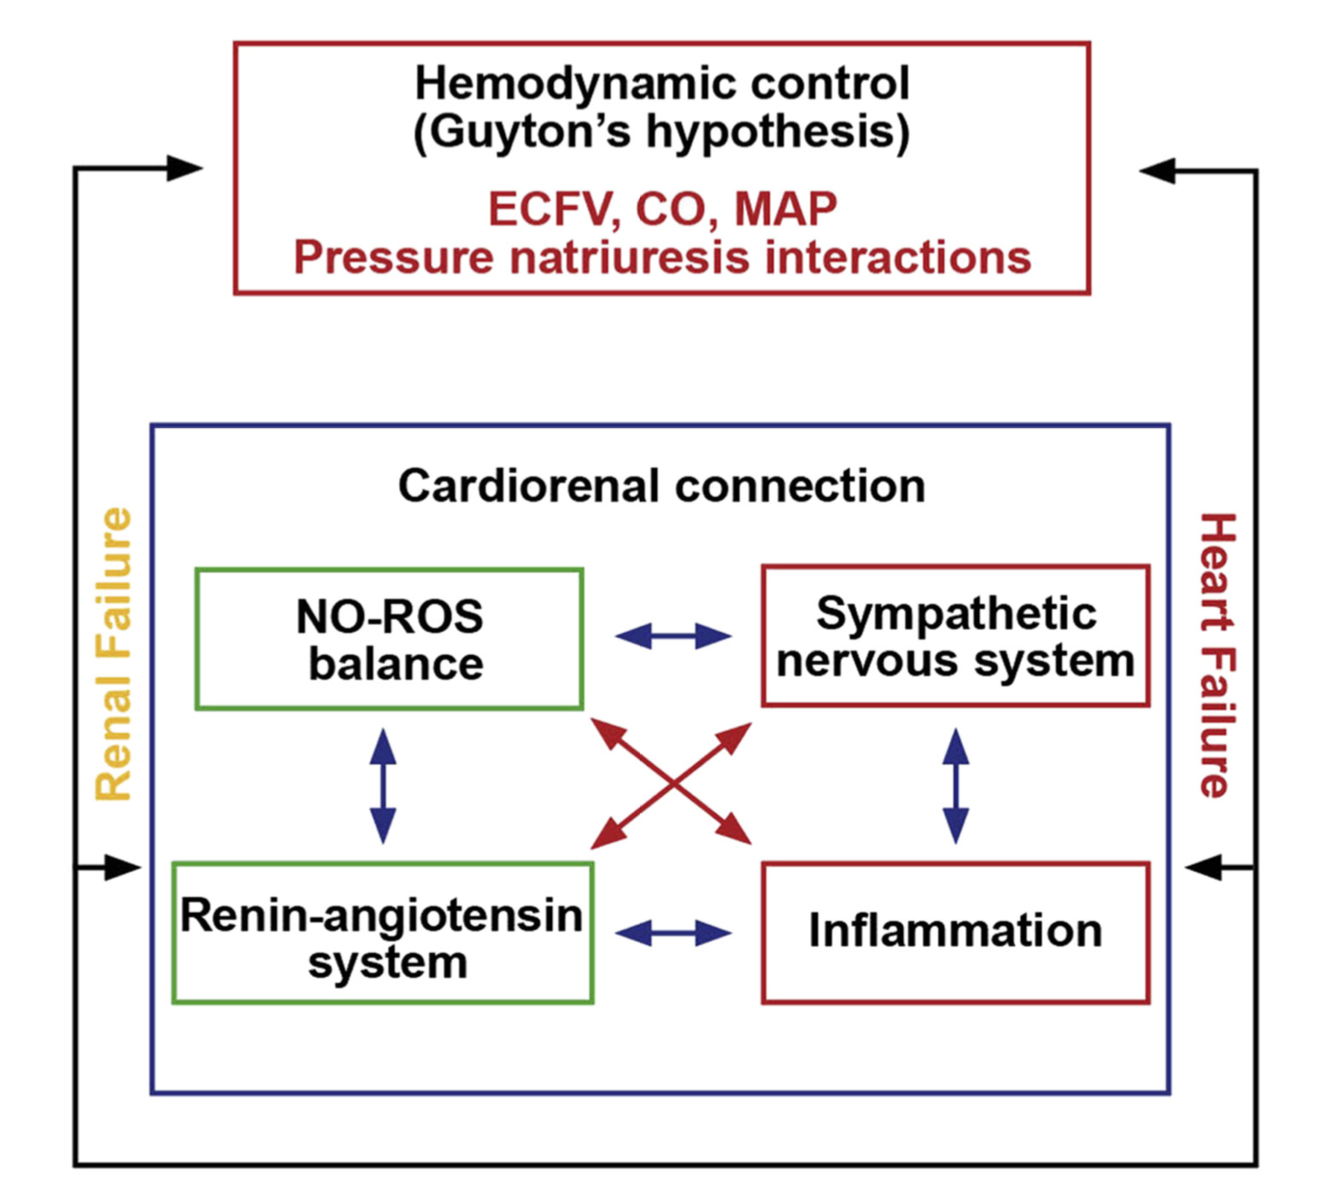 Hemodynamic control
(Guyton’s hypothesis)
ECFV, CO, MAP
Pressure natriuresis interactions
Renal Failure
Cardiorenal connection
NO-ROS
balance
Sympathetic
nervous system
Renin-angiotensin
system
Inflammation
Heart Failure